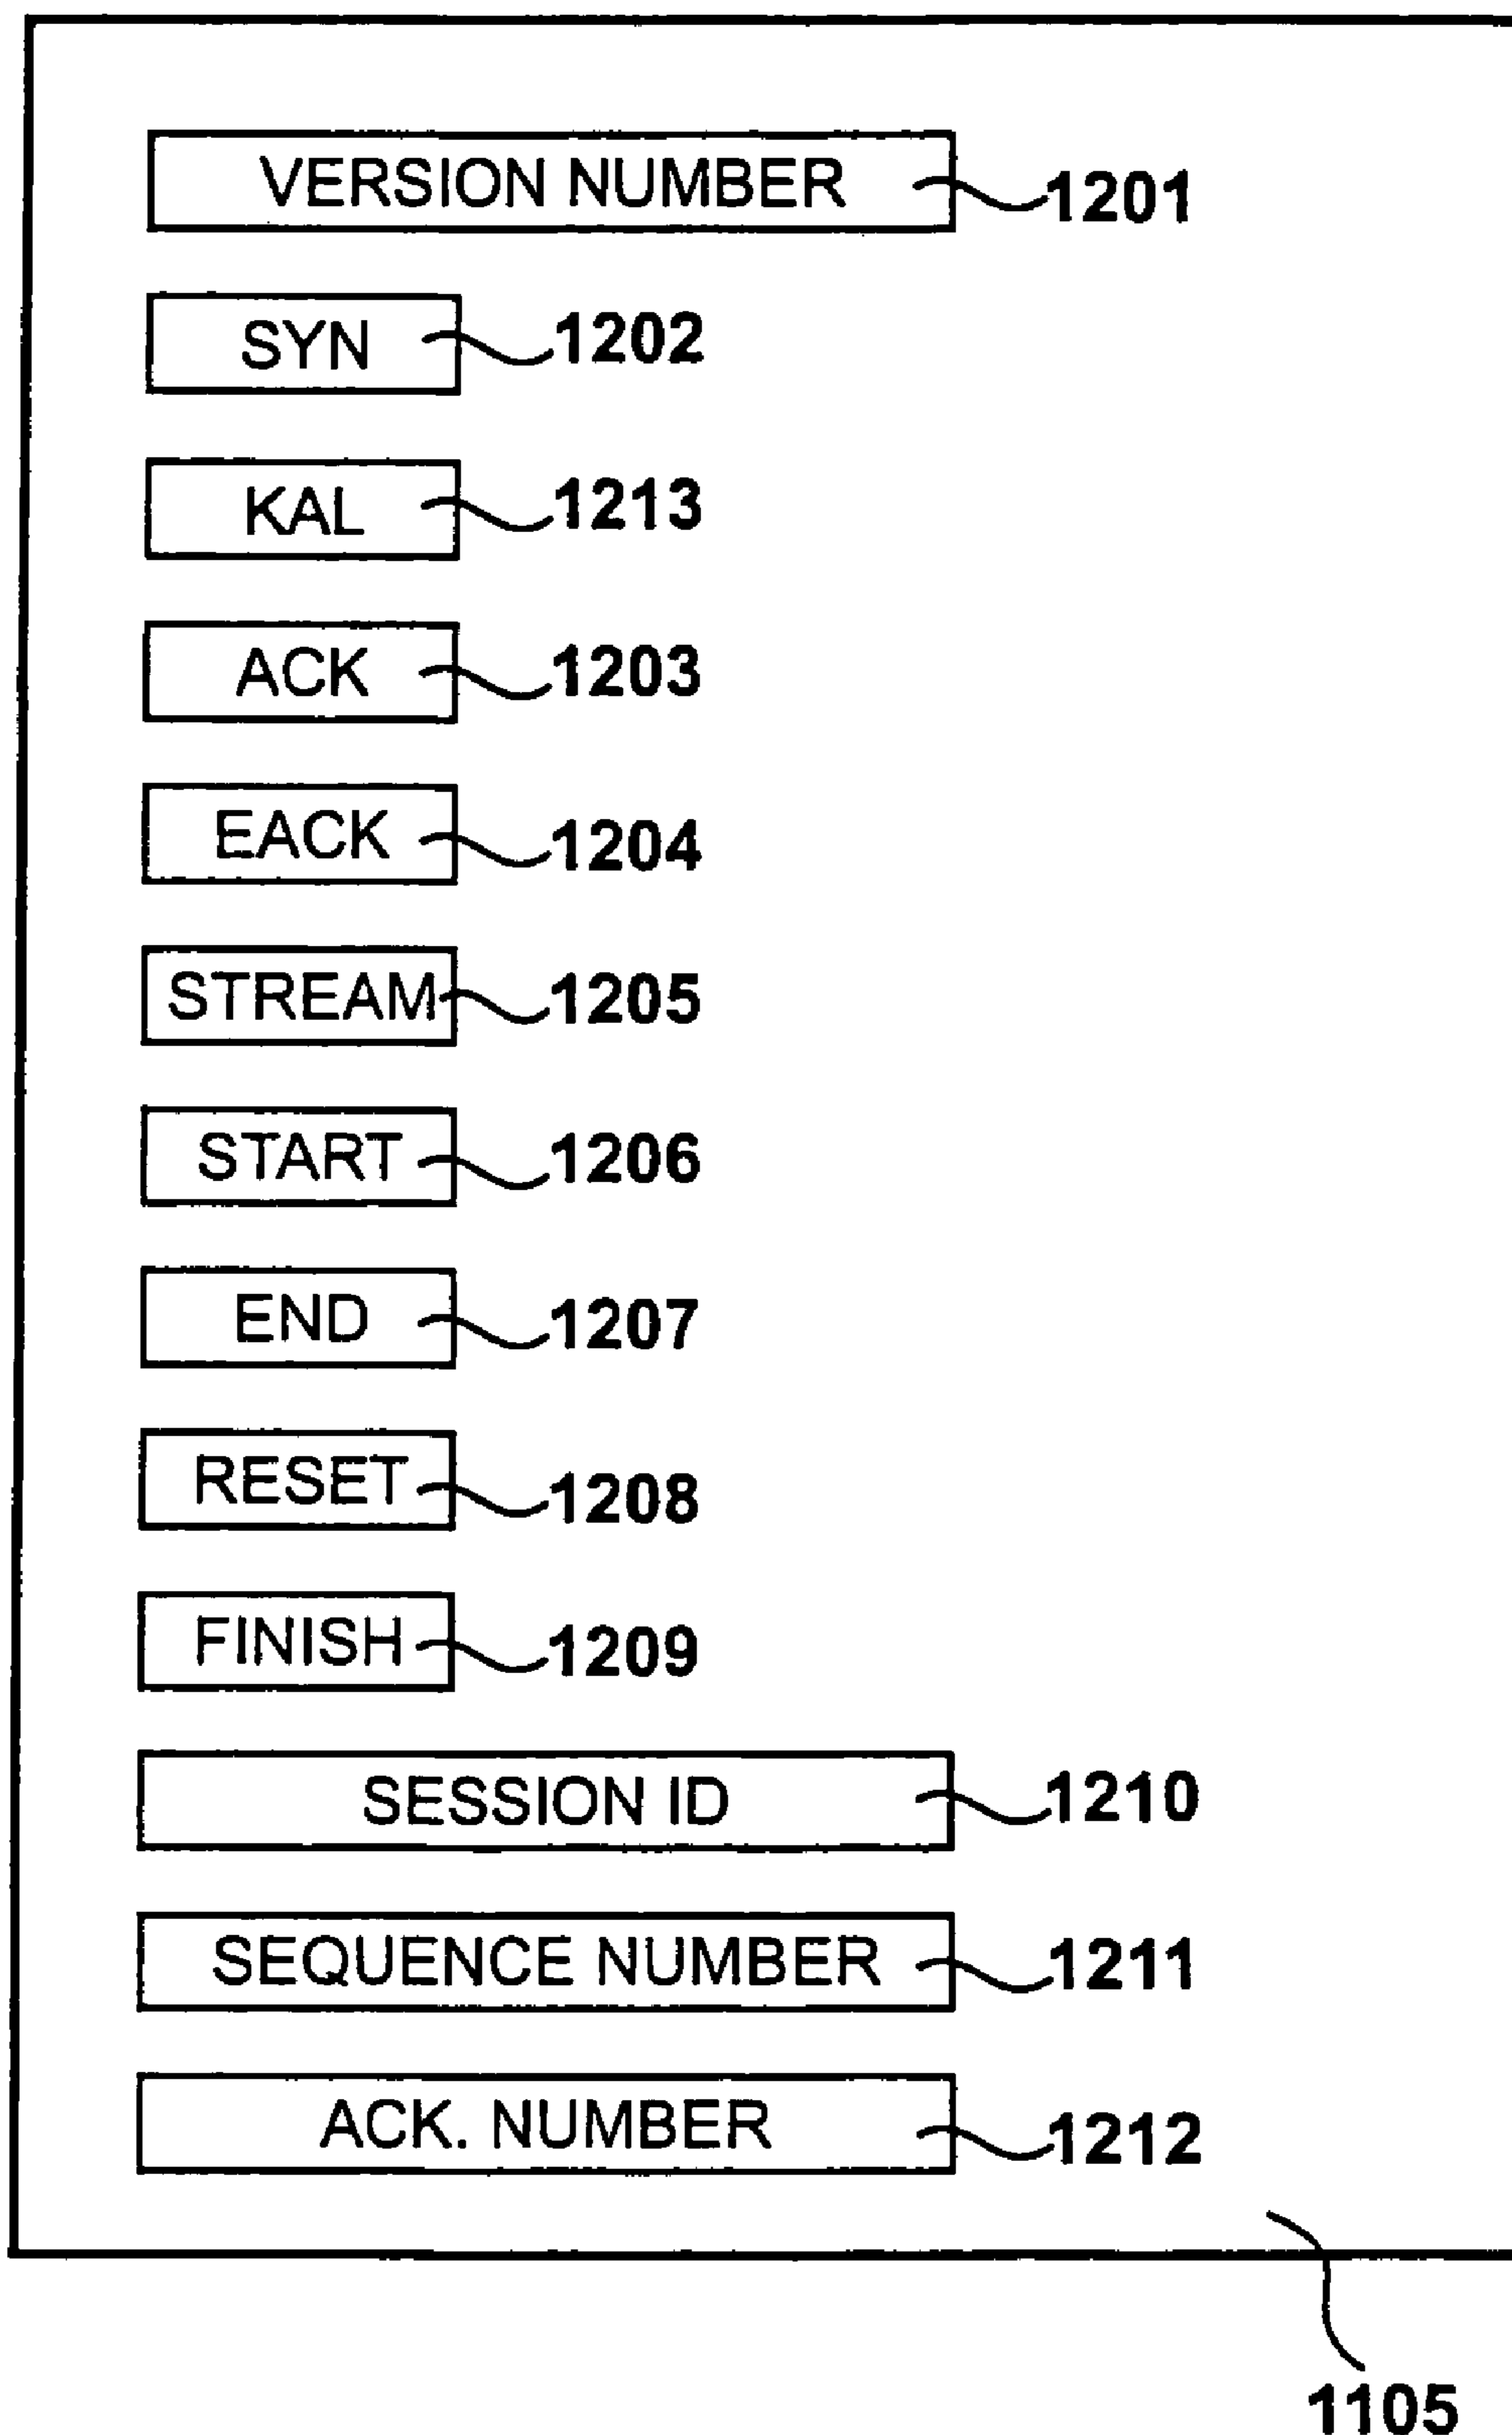 VERSION NUMBER 1201
SYN 1202
KAL 1213
ACK 1203
EACK 1204
STREAM 1205
START 1206
END 1207
RESET 1208
FINISH 1209
SESSION ID 1210
SEQUENCE NUMBER 1211
ACK. NUMBER 1212
1105